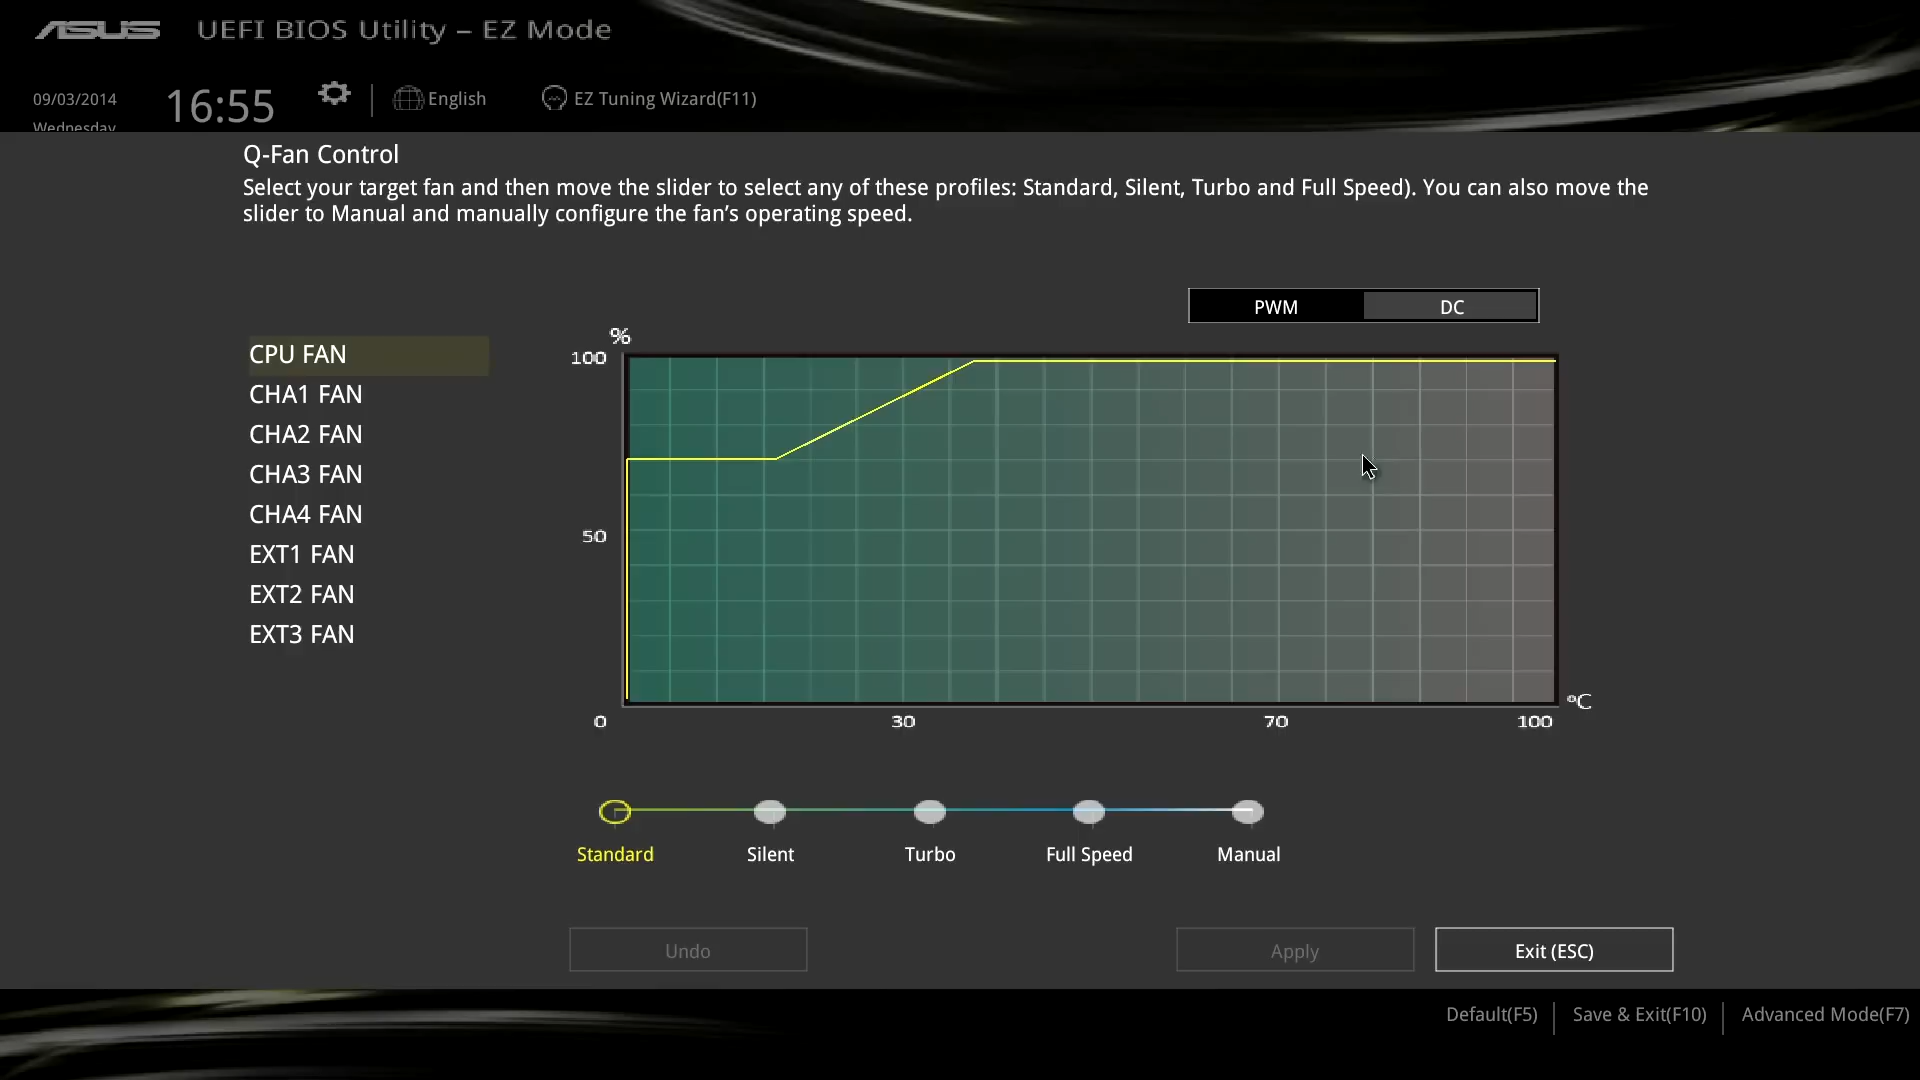 ASUS UEFI BIOS Utility – EZ Mode
09/03/2014 16:55 English EZ Tuning Wizard(F11)
Wednesday
Q-Fan Control
Select your target fan and then move the slider to select any of these profiles: Standard, Silent, Turbo and Full Speed). You can also move the
slider to Manual and manually configure the fan's operating speed.
PWM DC
%
100
50
0 30 70 100 °C
CPU FAN
CHA1 FAN
CHA2 FAN
CHA3 FAN
CHA4 FAN
EXT1 FAN
EXT2 FAN
EXT3 FAN
Standard Silent Turbo Full Speed Manual
Undo Apply Exit (ESC)
Default(F5) Save & Exit(F10) Advanced Mode(F7)